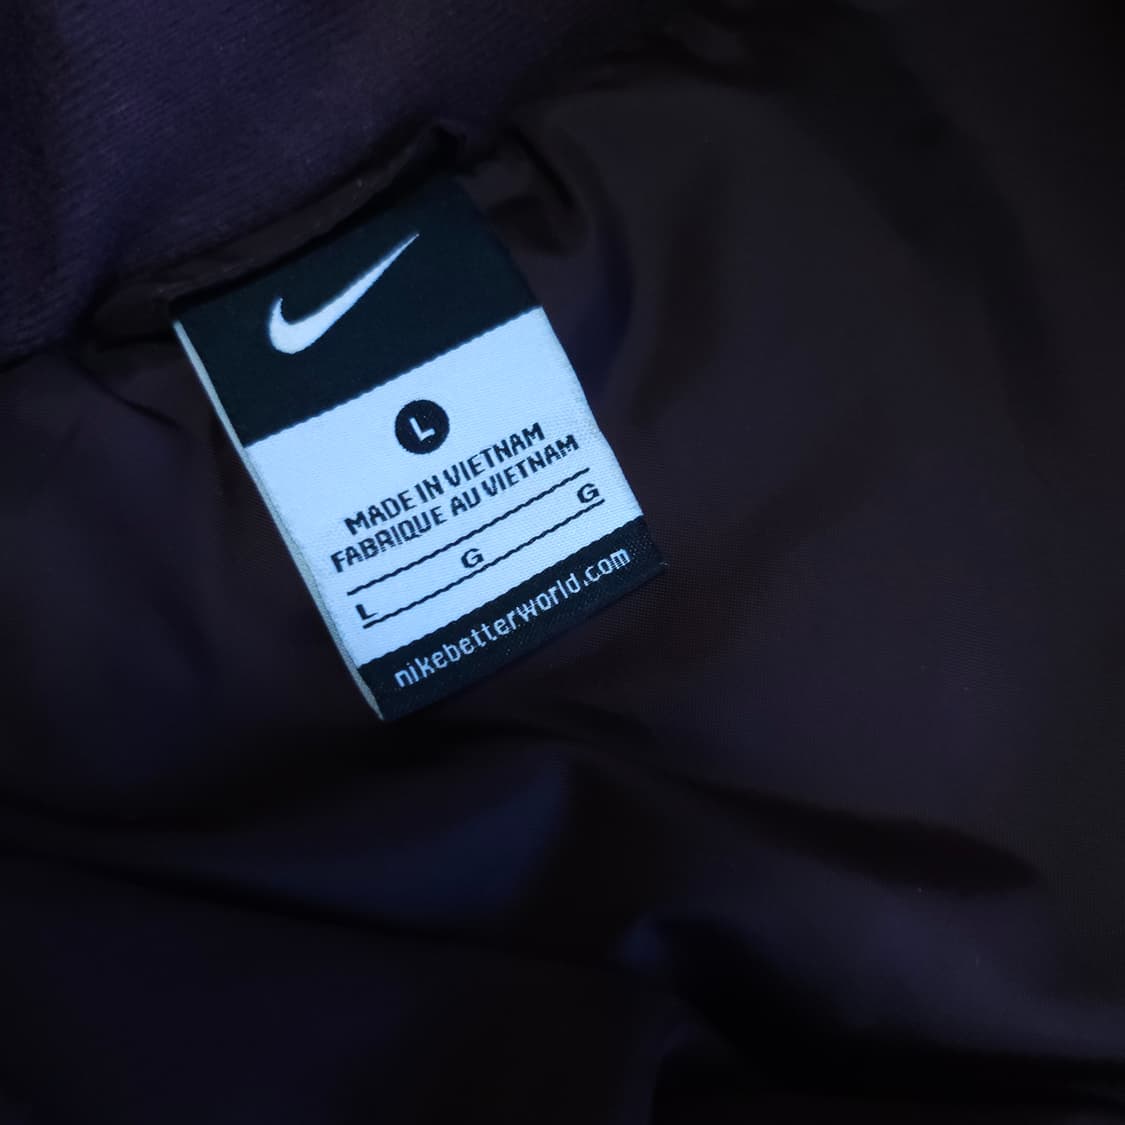 L
MADE IN VIETNAM
FABRIQUE AU VIETNAM
L G G
nikebetterworld.com